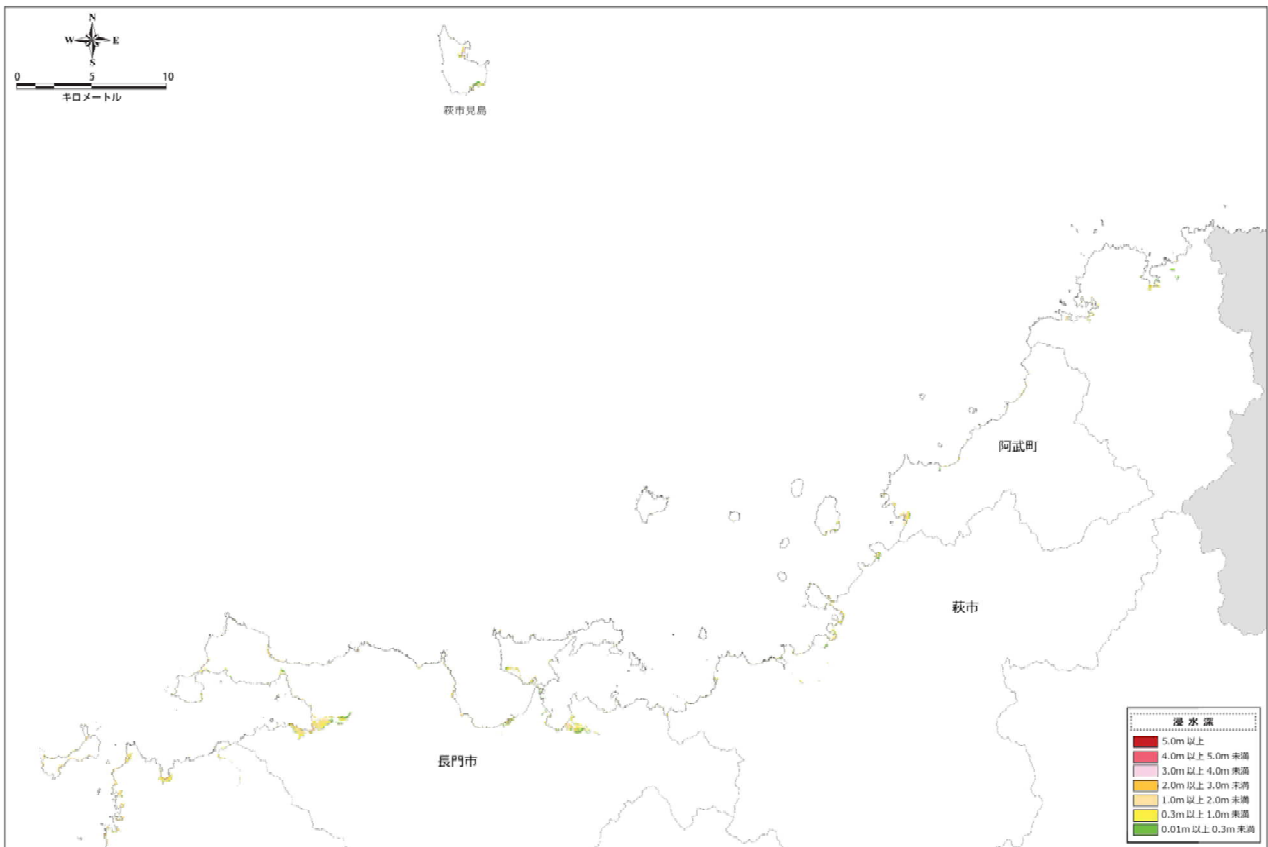 N
W E
S
0 5 10
キロメートル
萩市見島
阿武町
萩市
長門市
浸水深
5.0m 以上
4.0m 以上 5.0m 未満
3.0m 以上 4.0m 未満
2.0m 以上 3.0m 未満
1.0m 以上 2.0m 未満
0.3m 以上 1.0m 未満
0.01m 以上 0.3m 未満